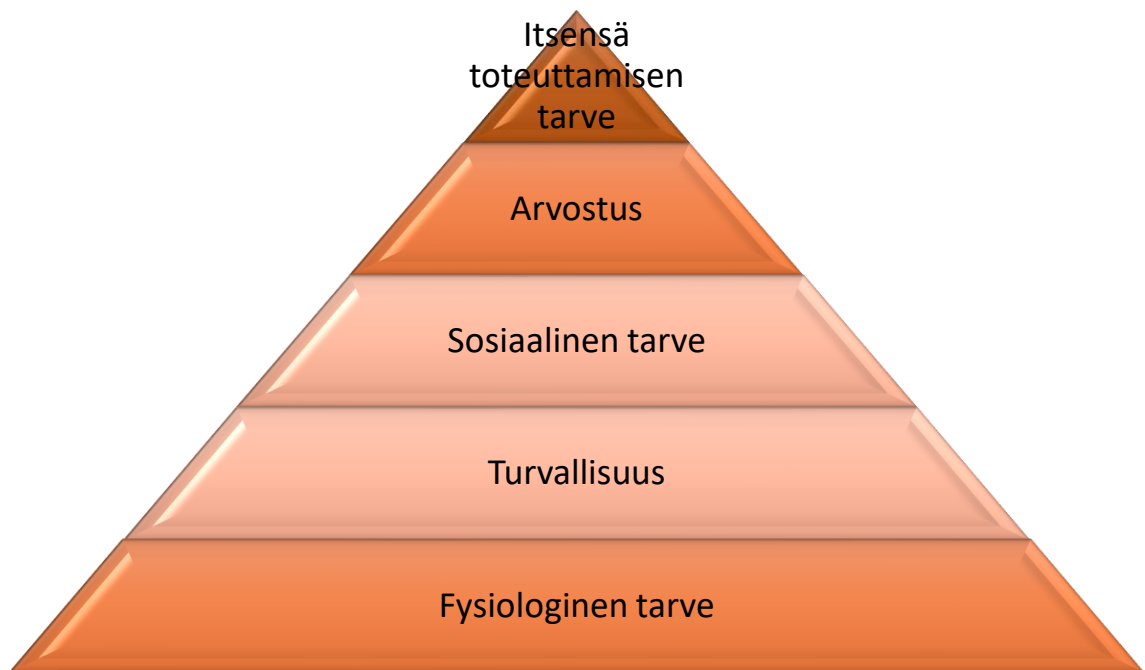 Itsensä
toteuttamisen
tarve
Arvostus
Sosiaalinen tarve
Turvallisuus
Fysiologinen tarve